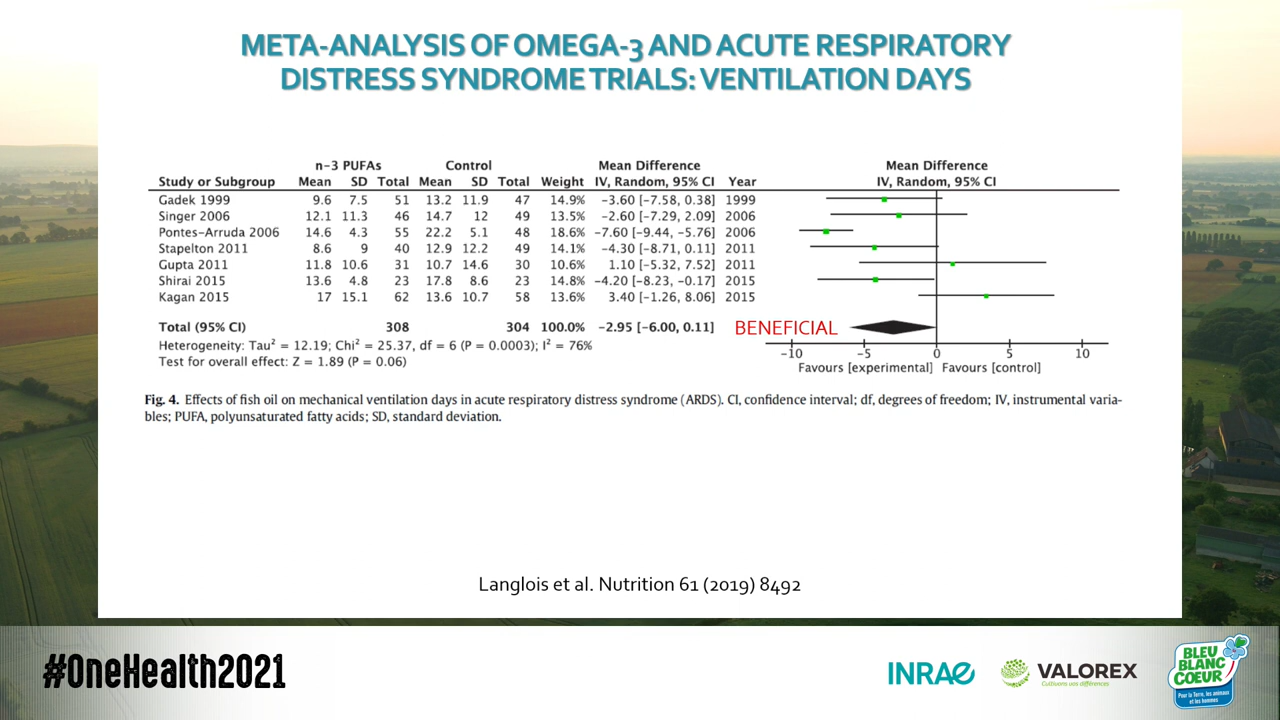 META-ANALYSIS OF OMEGA-3 AND ACUTE RESPIRATORY
DISTRESS SYNDROME TRIALS: VENTILATION DAYS
n-3 PUFAs Control Mean Difference Mean Difference
Study or Subgroup Mean SD Total Mean SD Total Weight IV, Random, 95% CI Year IV, Random, 95% CI
Gadek 1999 9.6 7.5 51 13.2 11.9 47 14.9% -3.60 [-7.58, 0.38] 1999
Singer 2006 12.1 11.3 46 14.7 12 49 13.5% -2.60 [-7.29, 2.09] 2006
Pontes-Arruda 2006 14.6 4.3 55 22.2 5.1 48 18.6% -7.60 [-9.44, -5.76] 2006
Stapelton 2011 8.6 9 40 12.9 12.2 49 14.1% -4.30 [-8.71, 0.11] 2011
Gupta 2011 11.8 10.6 31 10.7 14.6 30 10.6% 1.10 [-5.32, 7.52] 2011
Shirai 2015 13.6 4.8 23 17.8 8.6 23 14.8% -4.20 [-8.23, -0.17] 2015
Kagan 2015 17 15.1 62 13.6 10.7 58 13.6% 3.40 [-1.26, 8.06] 2015
Total (95% CI) 308 304 100.0% -2.95 [-6.00, 0.11] BENEFICIAL
Heterogeneity: Tau² = 12.19; Chi² = 25.37, df = 6 (P = 0.0003); I² = 76%
Test for overall effect: Z = 1.89 (P = 0.06)
-10 -5 0 5 10
Favours [experimental] Favours [control]
Fig. 4. Effects of fish oil on mechanical ventilation days in acute respiratory distress syndrome (ARDS). CI, confidence interval; df, degrees of freedom; IV, instrumental varia-
bles; PUFA, polyunsaturated fatty acids; SD, standard deviation.
Langlois et al. Nutrition 61 (2019) 8492
#OneHealth2021
INRAE
VALOREX
Cultivons vos différences
BLEU
BLANC
COEUR
Pour la Terre, les animaux
et les hommes